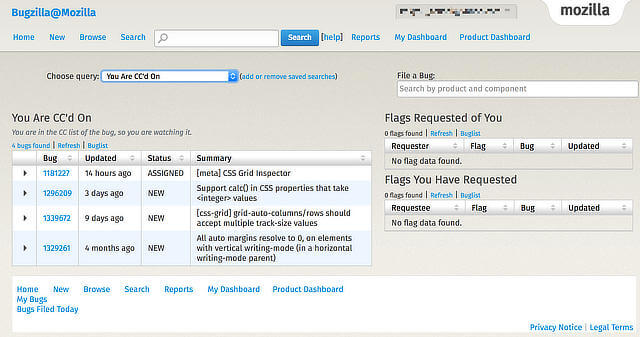 Bugzilla@Mozilla
mozilla
Home New Browse Search Search [help] Reports My Dashboard Product Dashboard
Choose query: You Are CC'd On (add or remove saved searches)
File a Bug:
Search by product and component
You Are CC'd On
You are in the CC list of the bug, so you are watching it.
4 bugs found | Refresh | Buglist
Bug Updated Status Summary
1181227 14 hours ago ASSIGNED [meta] CSS Grid Inspector
1296209 3 days ago NEW Support calc() in CSS properties that take
<integer> values
1339672 9 days ago NEW [css-grid] grid-auto-columns/rows should
accept multiple track-size values
1329261 4 months ago NEW All auto margins resolve to 0, on elements
with vertical writing-mode (in a horizontal
writing-mode parent)
Flags Requested of You
0 flags found | Refresh | Buglist
Requester Flag Bug Updated
No flag data found.
Flags You Have Requested
0 flags found | Refresh | Buglist
Requestee Flag Bug Updated
No flag data found.
Home New Browse Search Reports My Dashboard Product Dashboard
My Bugs
Bugs Filed Today
Privacy Notice | Legal Terms